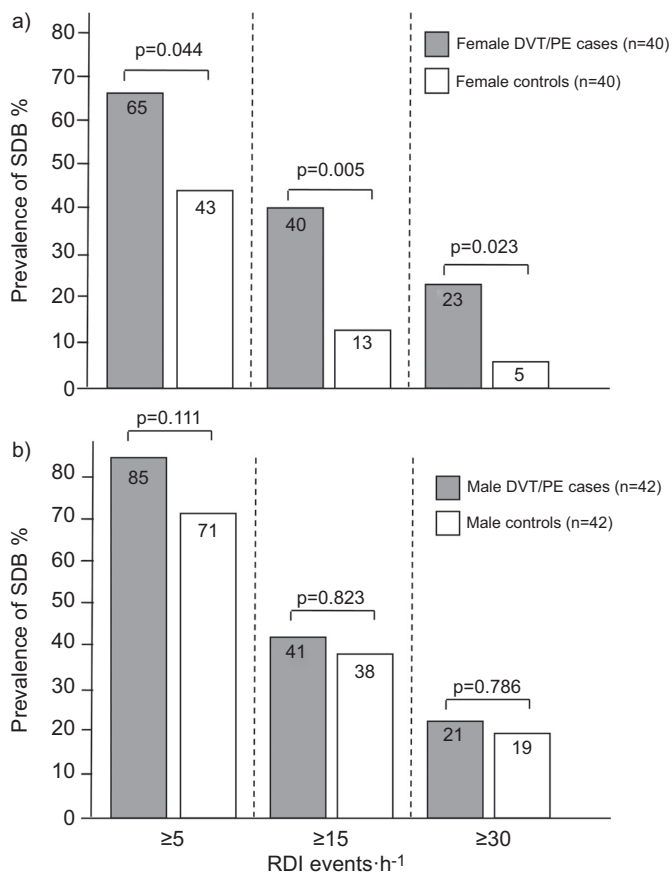 a)
80
70
60
50
40
30
20
10
0
Prevalence of SDB %
p=0.044
65
43
p=0.005
40
13
p=0.023
23
5
Female DVT/PE cases (n=40)
Female controls (n=40)
b)
80
70
60
50
40
30
20
10
0
Prevalence of SDB %
p=0.111
85
71
p=0.823
41
38
p=0.786
21
19
Male DVT/PE cases (n=42)
Male controls (n=42)
≥5 ≥15 ≥30
RDI events·h⁻¹